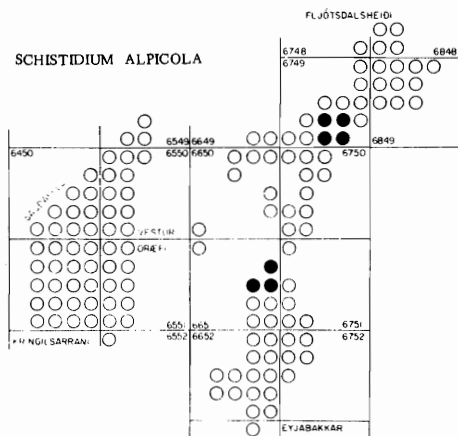 FLJÓTSDALSHEIÐI
SCHISTIDIUM ALPICOLA
6748 6848
6749
6849
6549 6649
6450 6550 6650 6750
VESTUR
ÖRÆFI
6551 665 6751
KRINGILSÁRRANI 6552 6652 6752
EYJABAKKAR